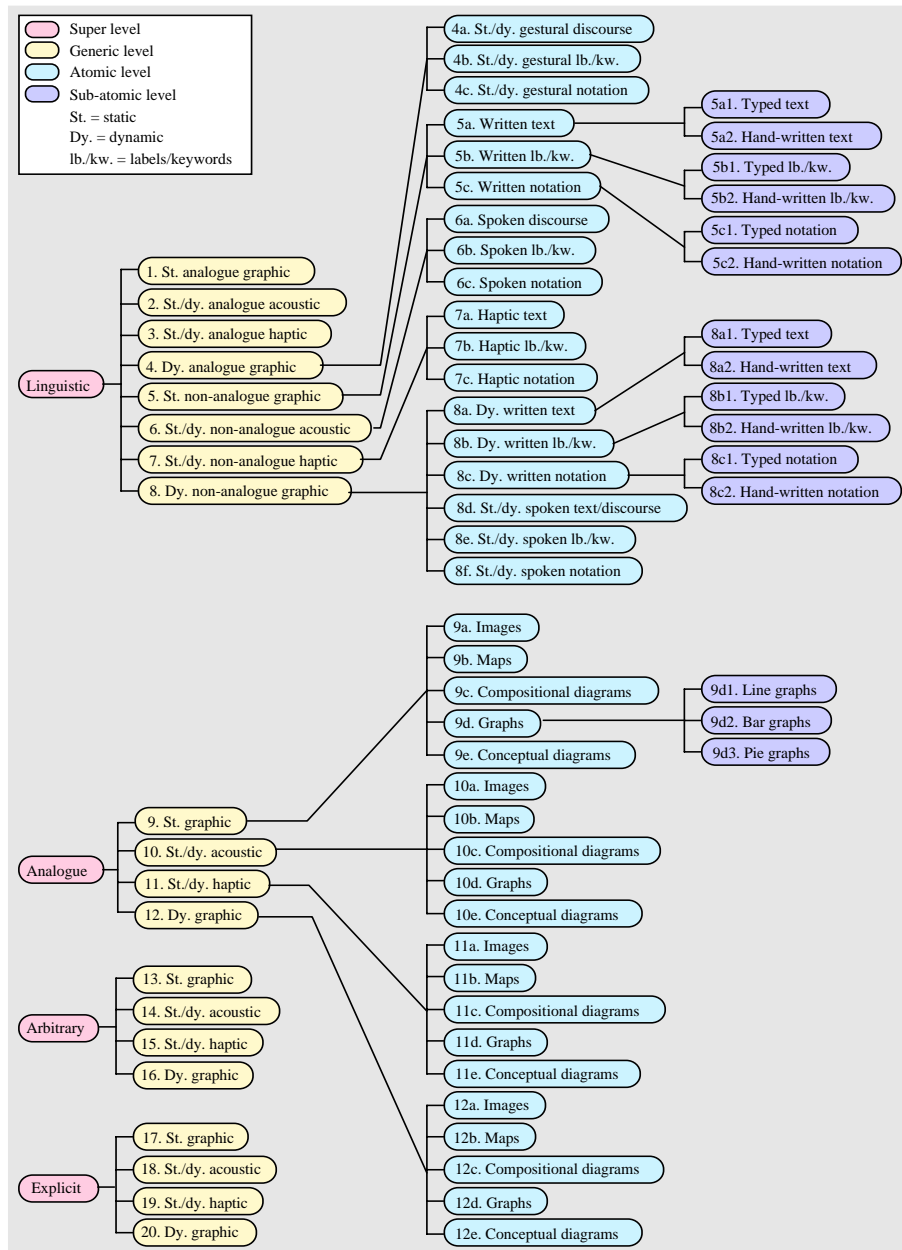 Super level
Generic level
Atomic level
Sub-atomic level
St. = static
Dy. = dynamic
lb./kw. = labels/keywords
Linguistic
1. St. analogue graphic
2. St./dy. analogue acoustic
3. St./dy. analogue haptic
4. Dy. analogue graphic
5. St. non-analogue graphic
6. St./dy. non-analogue acoustic
7. St./dy. non-analogue haptic
8. Dy. non-analogue graphic
4a. St./dy. gestural discourse
4b. St./dy. gestural lb./kw.
4c. St./dy. gestural notation
5a. Written text
5b. Written lb./kw.
5c. Written notation
6a. Spoken discourse
6b. Spoken lb./kw.
6c. Spoken notation
7a. Haptic text
7b. Haptic lb./kw.
7c. Haptic notation
8a. Dy. written text
8b. Dy. written lb./kw.
8c. Dy. written notation
8d. St./dy. spoken text/discourse
8e. St./dy. spoken lb./kw.
8f. St./dy. spoken notation
5a1. Typed text
5a2. Hand-written text
5b1. Typed lb./kw.
5b2. Hand-written lb./kw.
5c1. Typed notation
5c2. Hand-written notation
8a1. Typed text
8a2. Hand-written text
8b1. Typed lb./kw.
8b2. Hand-written lb./kw.
8c1. Typed notation
8c2. Hand-written notation
Analogue
9. St. graphic
10. St./dy. acoustic
11. St./dy. haptic
12. Dy. graphic
9a. Images
9b. Maps
9c. Compositional diagrams
9d. Graphs
9e. Conceptual diagrams
9d1. Line graphs
9d2. Bar graphs
9d3. Pie graphs
10a. Images
10b. Maps
10c. Compositional diagrams
10d. Graphs
10e. Conceptual diagrams
11a. Images
11b. Maps
11c. Compositional diagrams
11d. Graphs
11e. Conceptual diagrams
12a. Images
12b. Maps
12c. Compositional diagrams
12d. Graphs
12e. Conceptual diagrams
Arbitrary
13. St. graphic
14. St./dy. acoustic
15. St./dy. haptic
16. Dy. graphic
Explicit
17. St. graphic
18. St./dy. acoustic
19. St./dy. haptic
20. Dy. graphic